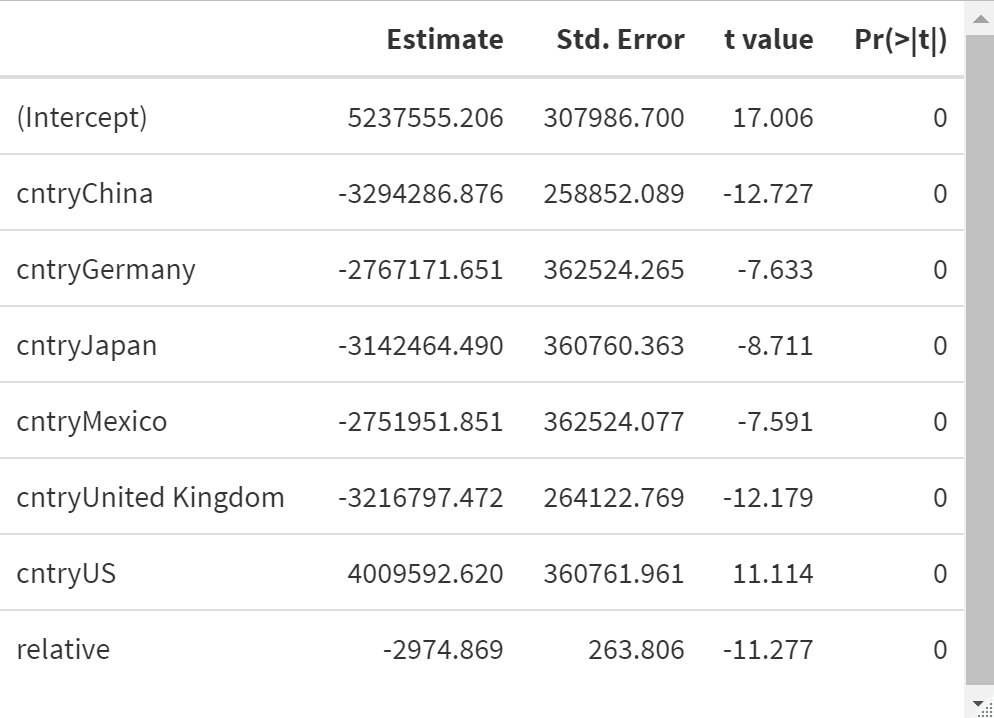 Estimate Std. Error t value Pr(>|t|)
(Intercept) 5237555.206 307986.700 17.006 0
cntryChina -3294286.876 258852.089 -12.727 0
cntryGermany -2767171.651 362524.265 -7.633 0
cntryJapan -3142464.490 360760.363 -8.711 0
cntryMexico -2751951.851 362524.077 -7.591 0
cntryUnited Kingdom -3216797.472 264122.769 -12.179 0
cntryUS 4009592.620 360761.961 11.114 0
relative -2974.869 263.806 -11.277 0